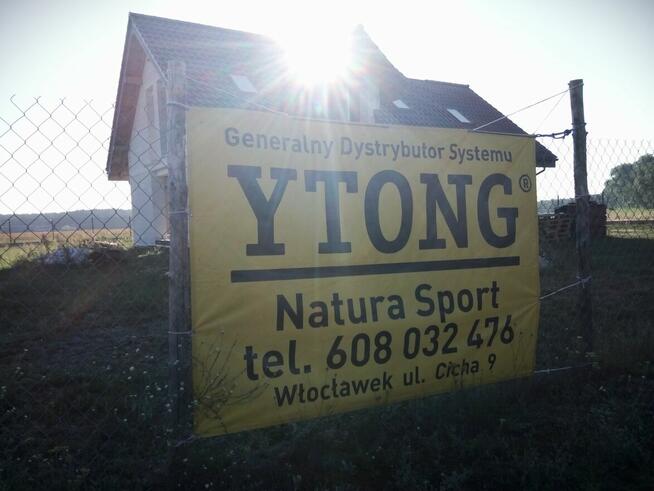 Generalny Dystrybutor Systemu
YTONG®
Natura Sport
tel. 608 032 476
Włocławek ul. Cicha 9